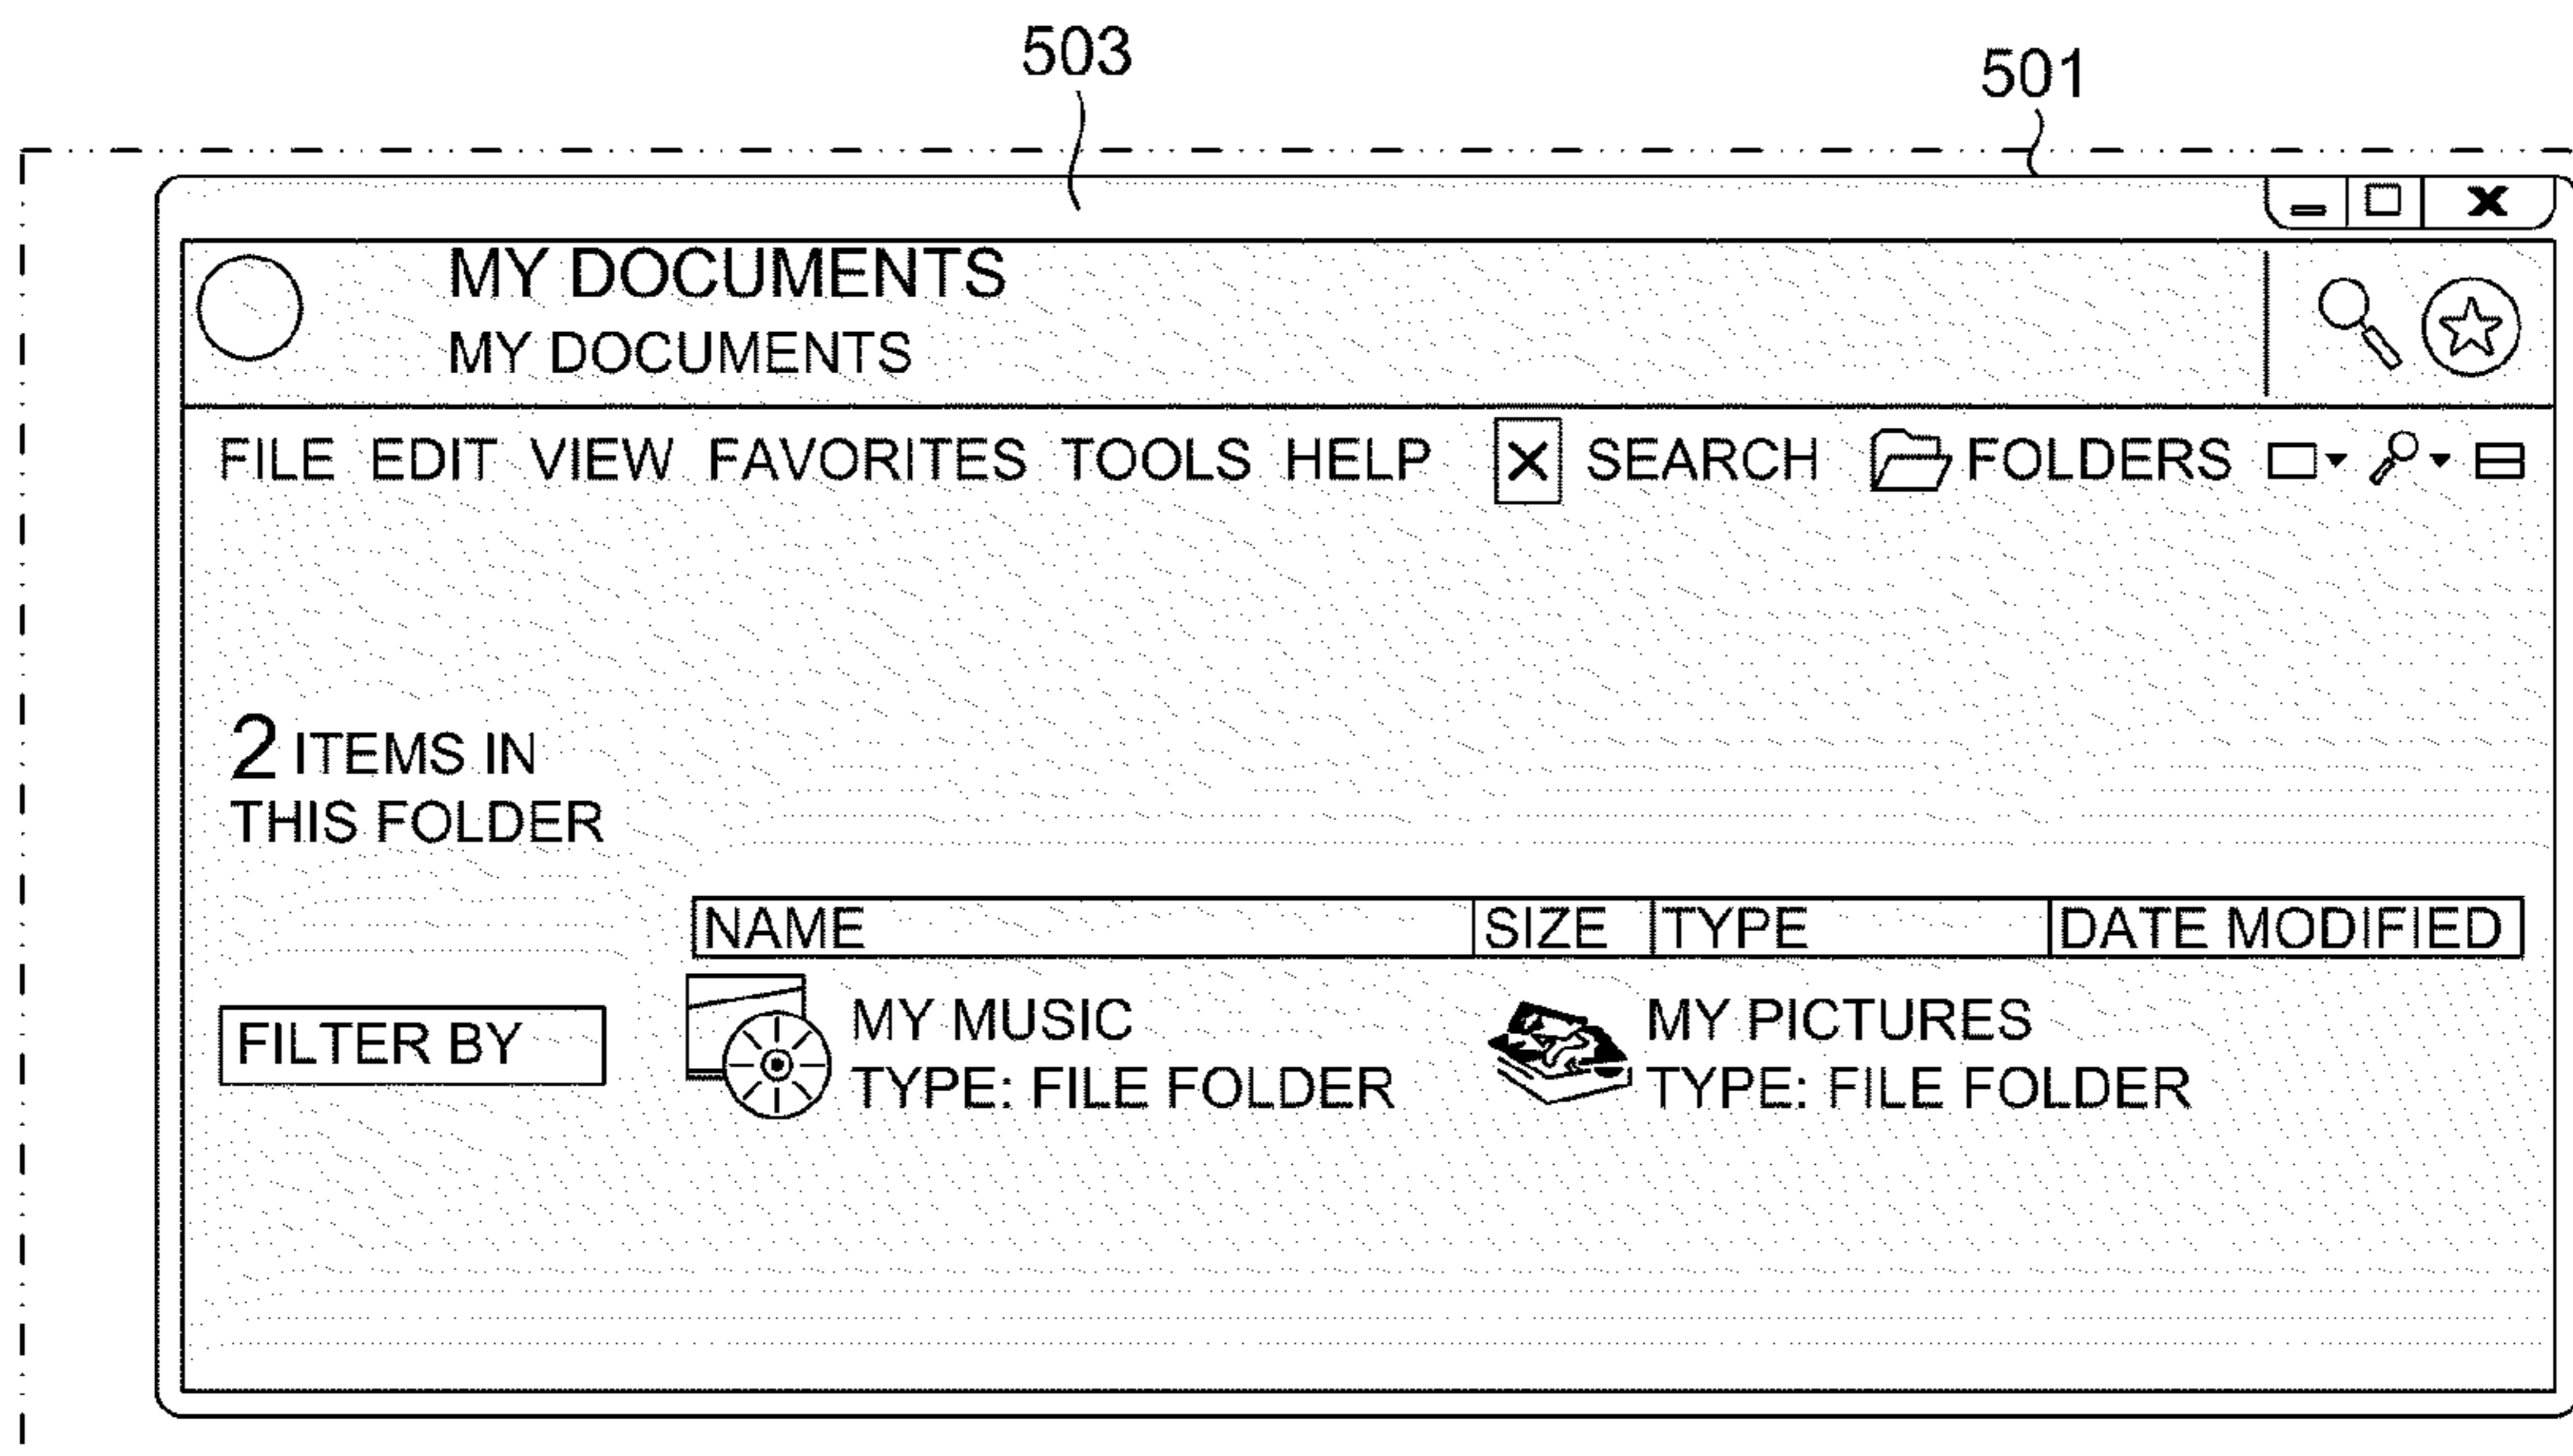 503
501
MY DOCUMENTS
MY DOCUMENTS
FILE EDIT VIEW FAVORITES TOOLS HELP SEARCH FOLDERS
2 ITEMS IN
THIS FOLDER
NAME SIZE TYPE DATE MODIFIED
FILTER BY
MY MUSIC
TYPE: FILE FOLDER
MY PICTURES
TYPE: FILE FOLDER